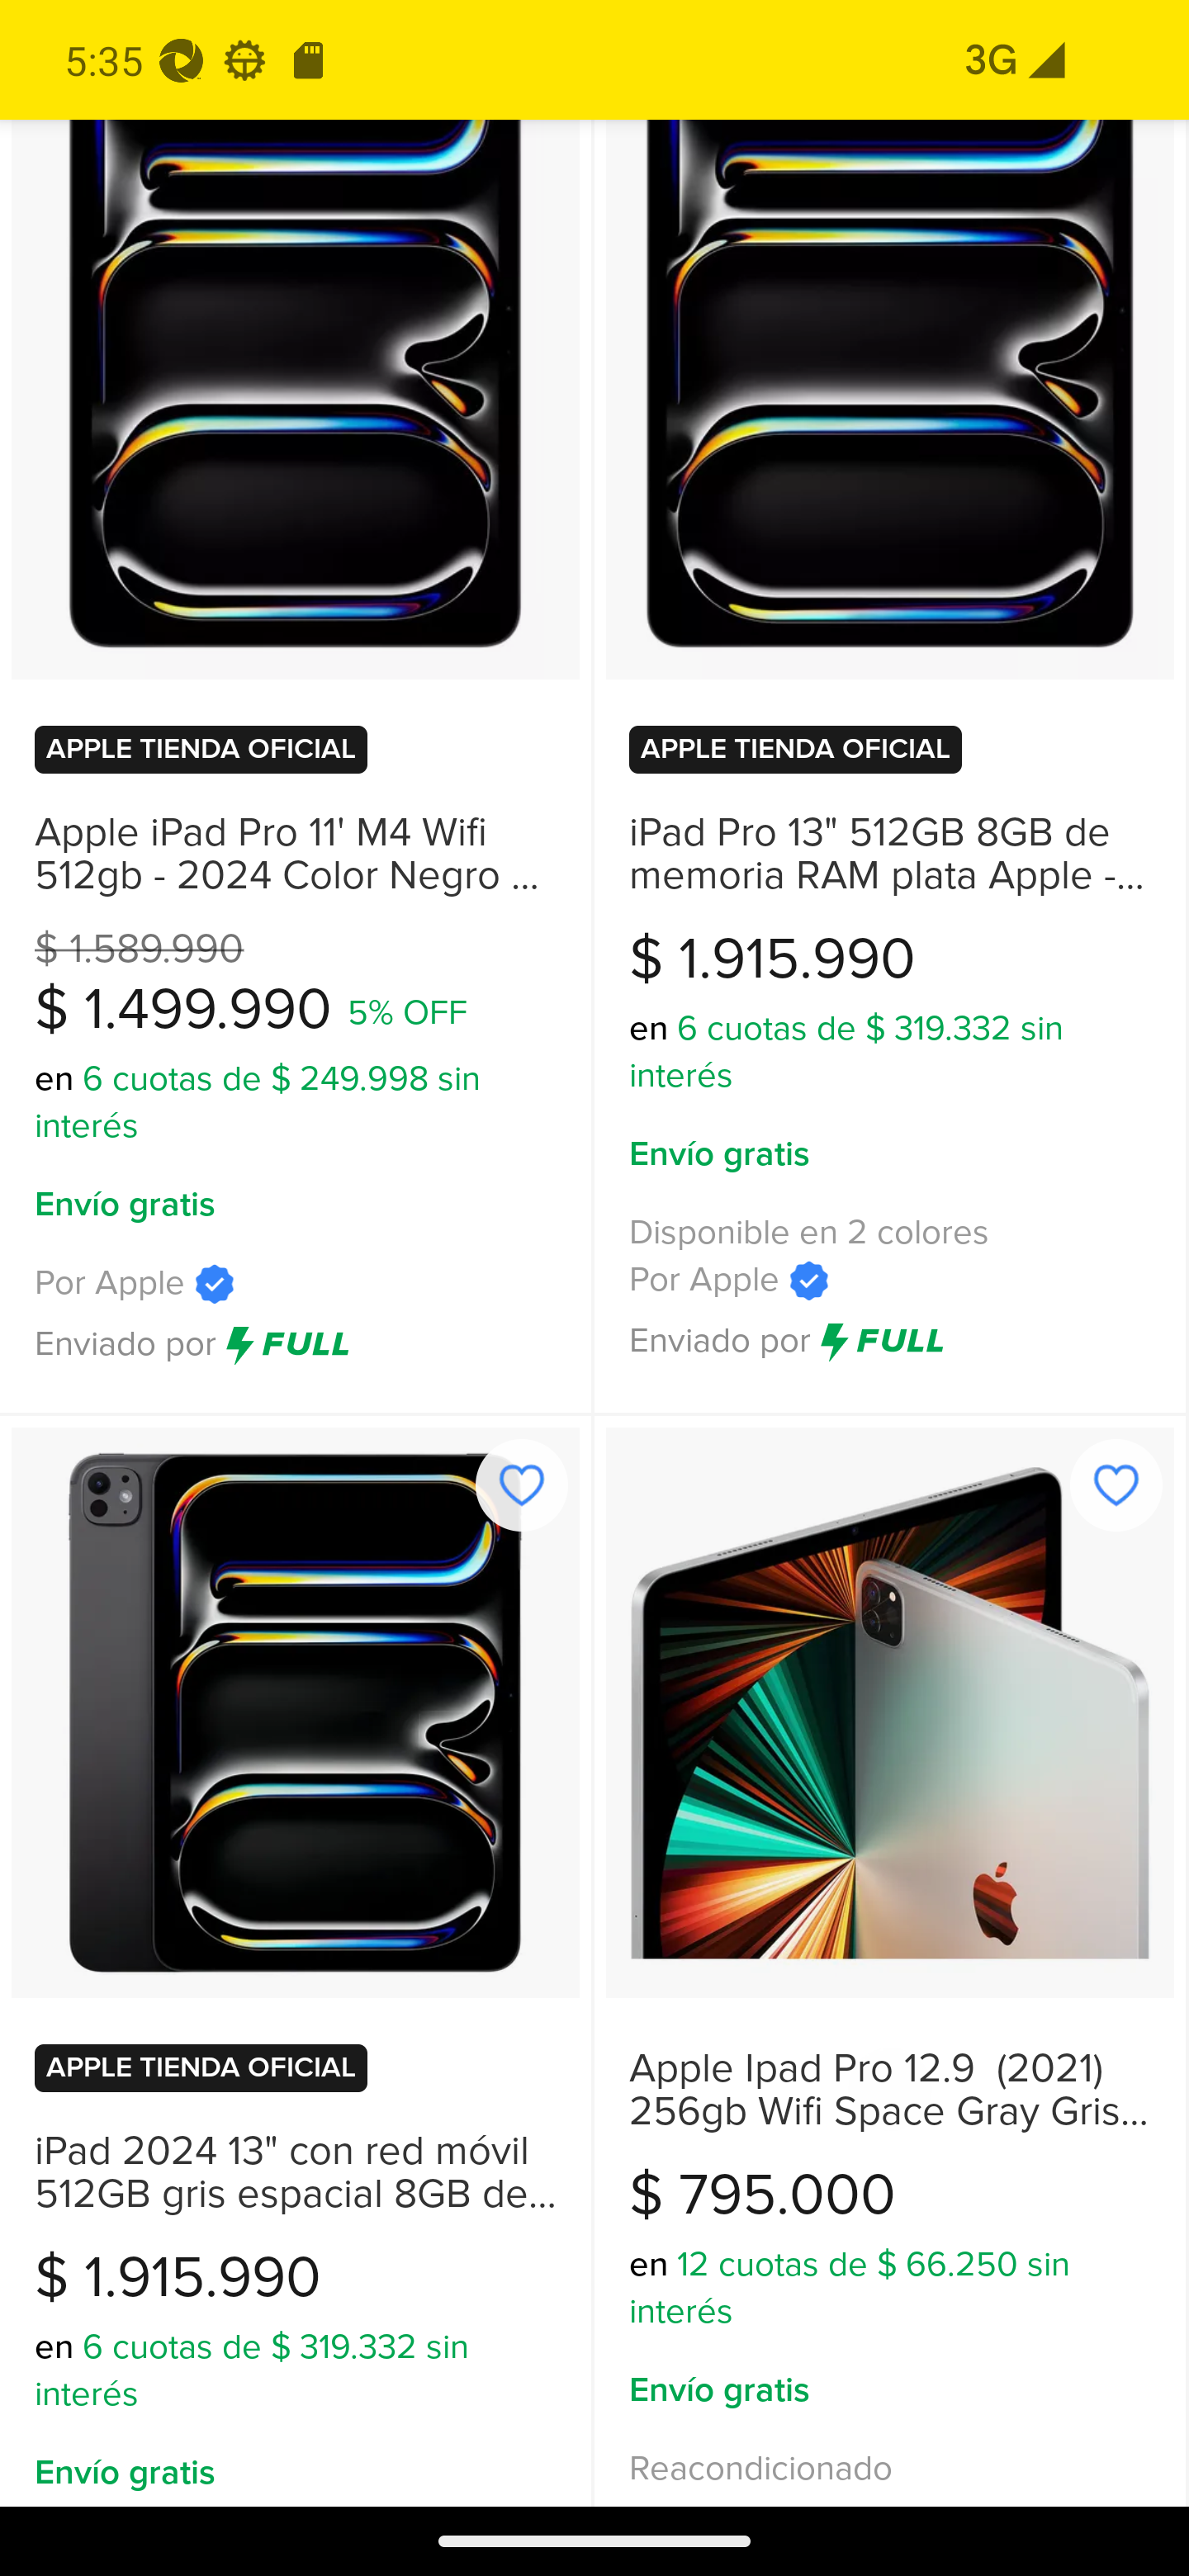 5:35
3G
APPLE TIENDA OFICIAL
Apple iPad Pro 11' M4 Wifi
512gb - 2024 Color Negro ...
$ 1.589.990
$ 1.499.990 5% OFF
en 6 cuotas de $ 249.998 sin
interés
Envío gratis
Por Apple
Enviado por FULL
APPLE TIENDA OFICIAL
iPad Pro 13" 512GB 8GB de
memoria RAM plata Apple -...
$ 1.915.990
en 6 cuotas de $ 319.332 sin
interés
Envío gratis
Disponible en 2 colores
Por Apple
Enviado por FULL
APPLE TIENDA OFICIAL
iPad 2024 13" con red móvil
512GB gris espacial 8GB de...
$ 1.915.990
en 6 cuotas de $ 319.332 sin
interés
Envío gratis
Apple Ipad Pro 12.9  (2021)
256gb Wifi Space Gray Gris...
$ 795.000
en 12 cuotas de $ 66.250 sin
interés
Envío gratis
Reacondicionado